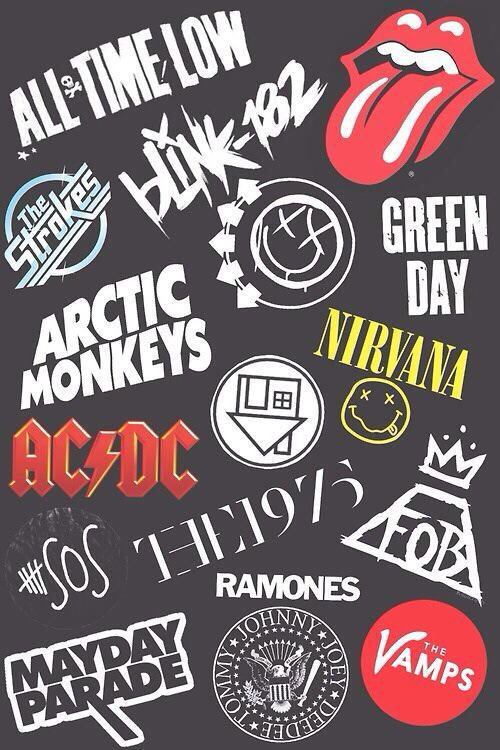 ALL TIME LOW
blink-182
®
The
Strokes
GREEN
DAY
ARCTIC
MONKEYS
NIRVANA
AC DC
THE 1975
FOB
SOS
RAMONES
JOHNNY JOEY DEEDEE TOMMY
MAYDAY
PARADE
THE
VAMPS